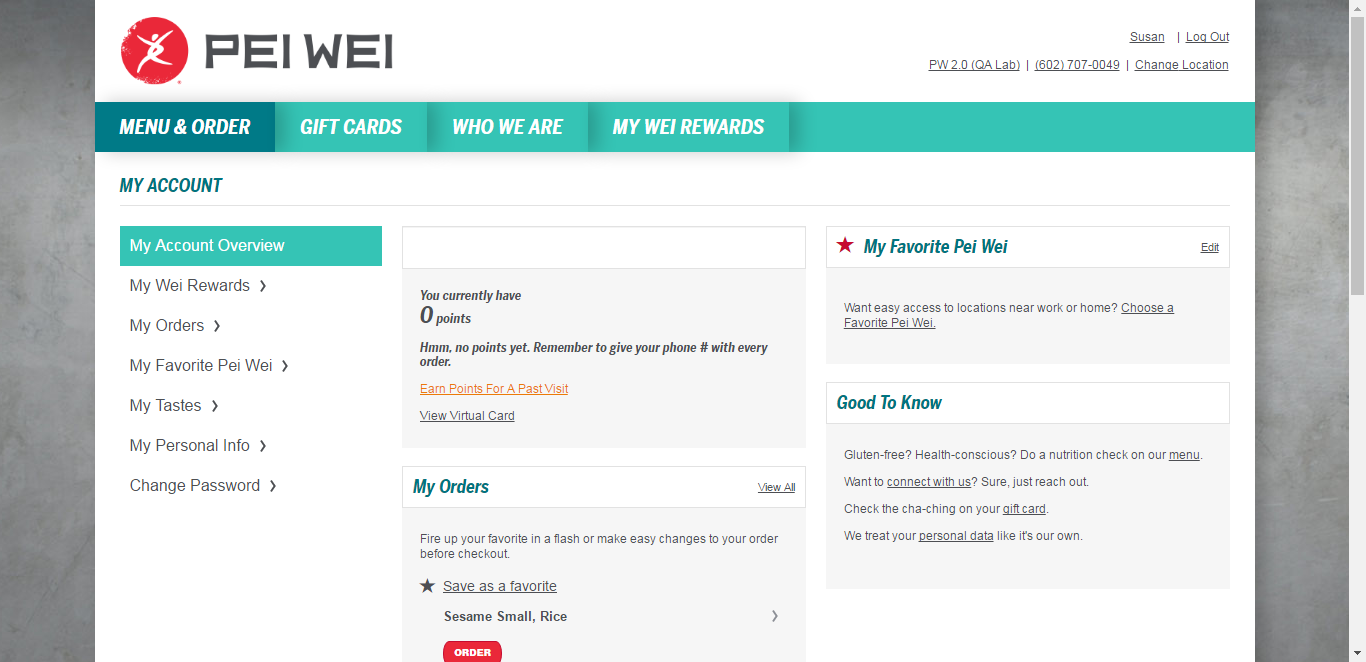 PEI WEI
Susan | Log Out
PW 2.0 (QA Lab) | (602) 707-0049 | Change Location
MENU & ORDER GIFT CARDS WHO WE ARE MY WEI REWARDS
MY ACCOUNT
My Account Overview
My Wei Rewards
My Orders
My Favorite Pei Wei
My Tastes
My Personal Info
Change Password
You currently have
0 points
Hmm, no points yet. Remember to give your phone # with every
order.
Earn Points For A Past Visit
View Virtual Card
My Orders View All
Fire up your favorite in a flash or make easy changes to your order
before checkout.
Save as a favorite
Sesame Small, Rice
ORDER
My Favorite Pei Wei Edit
Want easy access to locations near work or home? Choose a
Favorite Pei Wei.
Good To Know
Gluten-free? Health-conscious? Do a nutrition check on our menu.
Want to connect with us? Sure, just reach out.
Check the cha-ching on your gift card.
We treat your personal data like it's our own.